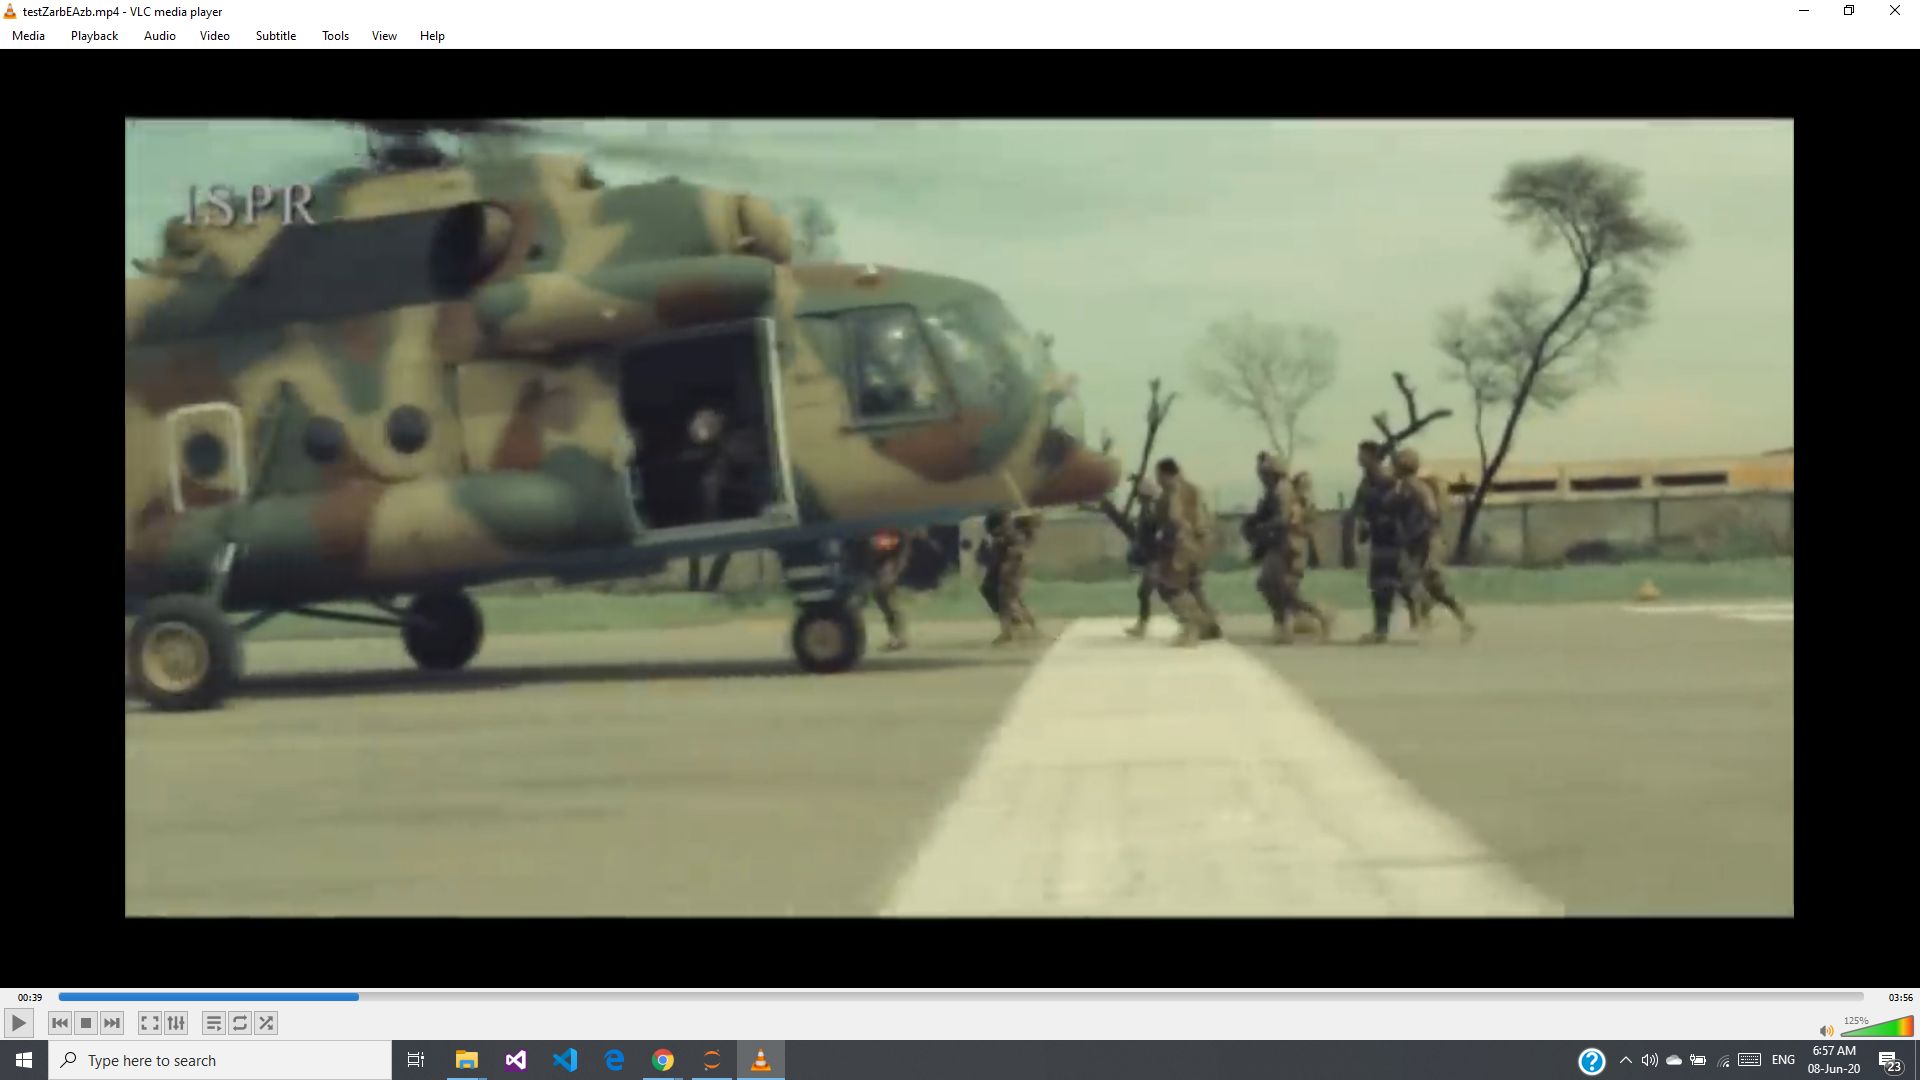 testZarbEAzb.mp4 - VLC media player
Media Playback Audio Video Subtitle Tools View Help
ISPR
00:39 03:56
125%
Type here to search
ENG
6:57 AM
08-Jun-20
23